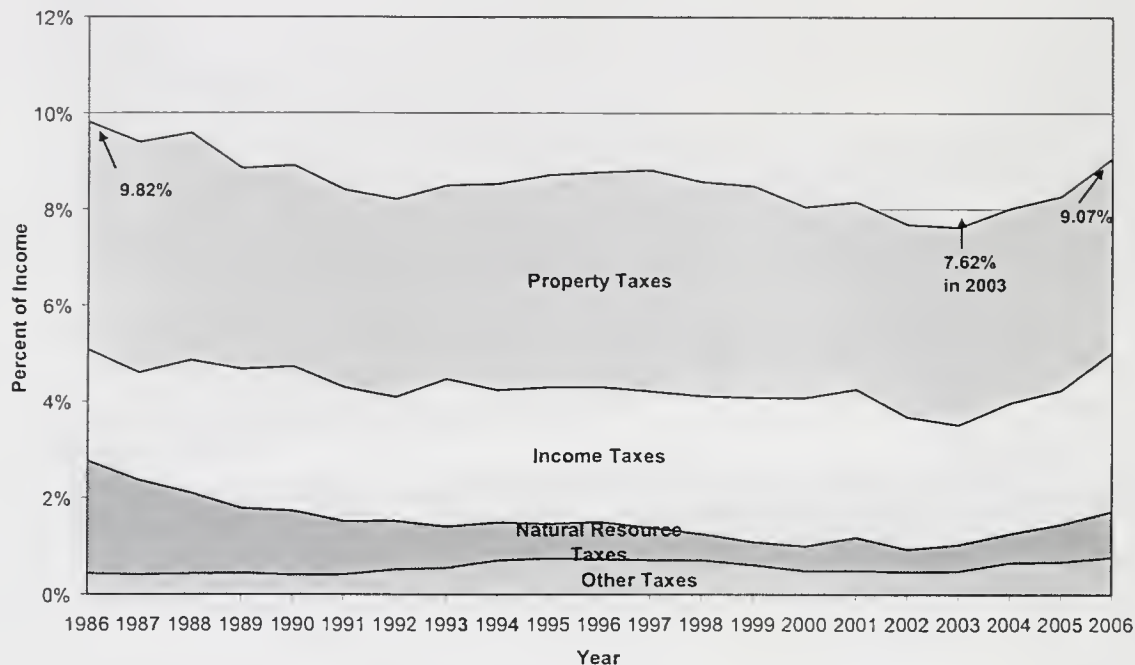 12%
10%
8%
6%
4%
2%
0%
Percent of Income
9.82%
7.62%
in 2003
9.07%
Property Taxes
Income Taxes
Natural Resource
Taxes
Other Taxes
1986 1987 1988 1989 1990 1991 1992 1993 1994 1995 1996 1997 1998 1999 2000 2001 2002 2003 2004 2005 2006
Year